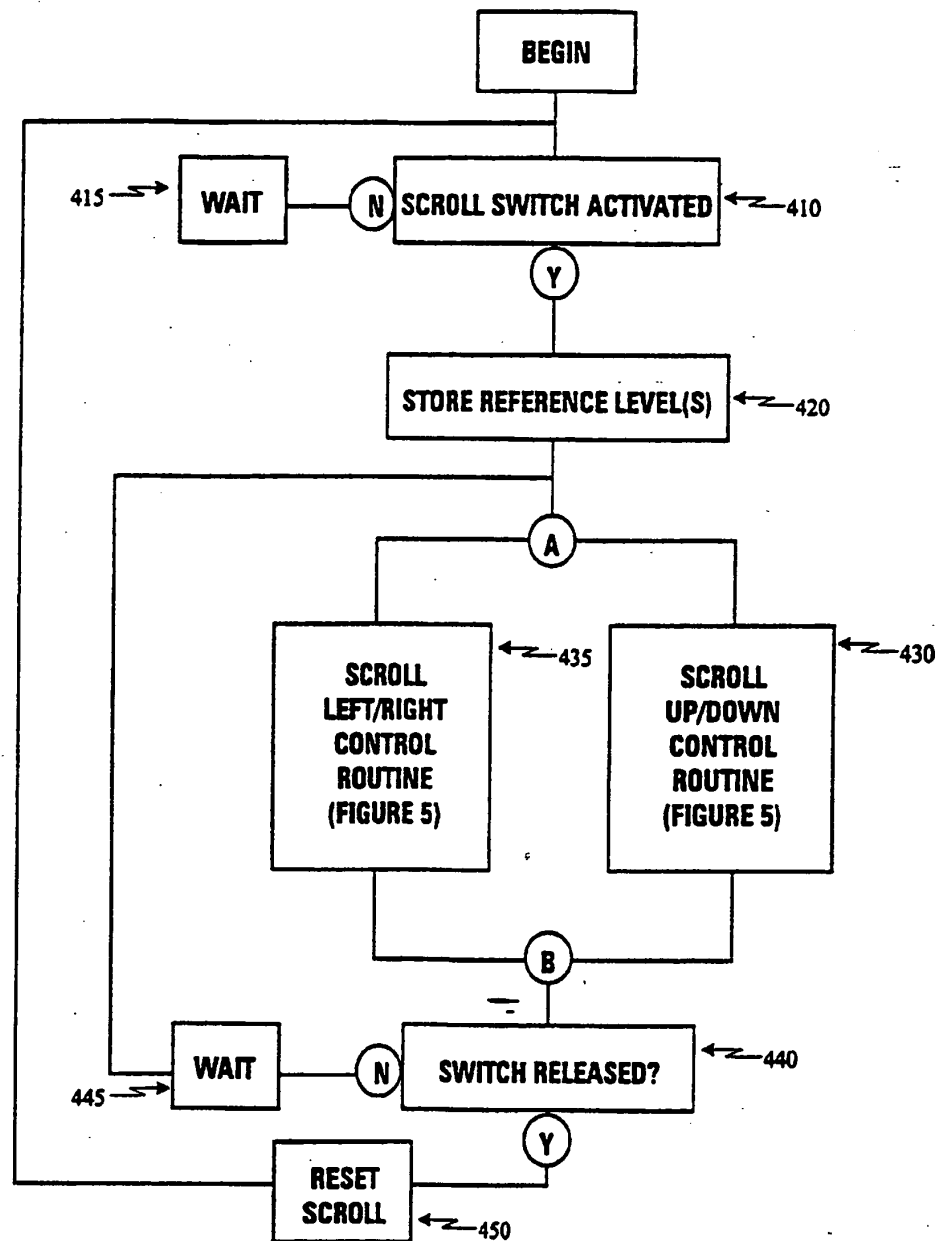 BEGIN
415
WAIT
N
SCROLL SWITCH ACTIVATED
410
Y
STORE REFERENCE LEVEL(S)
420
A
SCROLL
LEFT/RIGHT
CONTROL
ROUTINE
(FIGURE 5)
435
SCROLL
UP/DOWN
CONTROL
ROUTINE
(FIGURE 5)
430
B
WAIT
445
N
SWITCH RELEASED?
440
Y
RESET
SCROLL
450